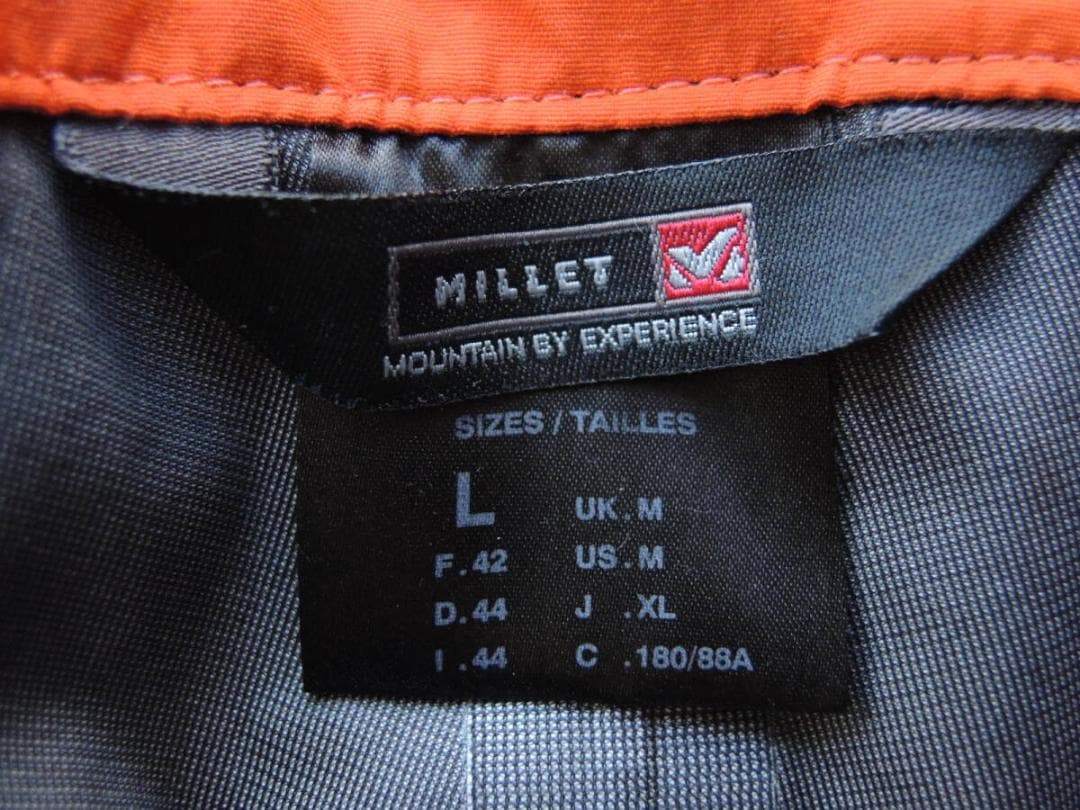 MILLET
MOUNTAIN BY EXPERIENCE
SIZES / TAILLES
L UK . M
F . 42 US . M
D . 44 J . XL
I . 44 C . 180/88A